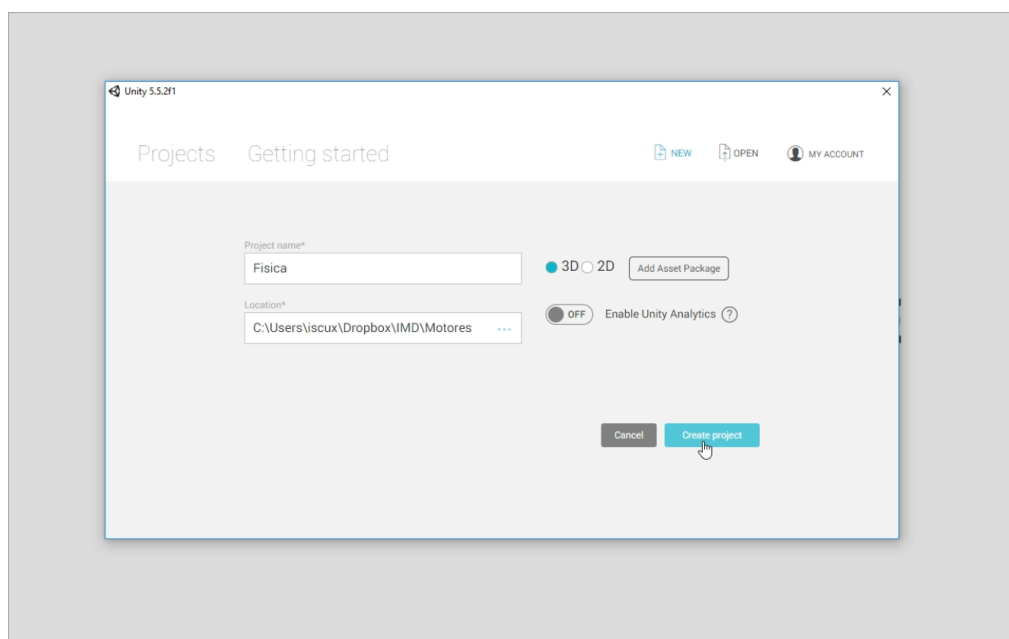 Unity 5.5.2f1
Projects Getting started NEW OPEN MY ACCOUNT
Project name*
Fisica 3D 2D Add Asset Package
Location*
C:\Users\iscux\Dropbox\IMD\Motores ... OFF Enable Unity Analytics ?
Cancel Create project